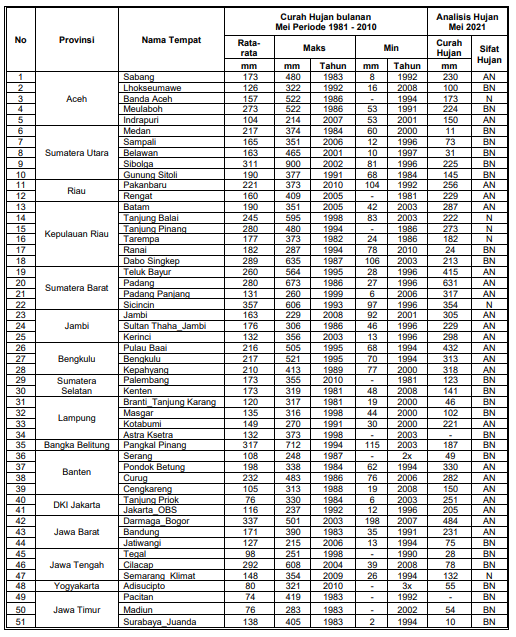 No Provinsi Nama Tempat Curah Hujan bulanan Mei Periode 1981 - 2010 Analisis Hujan Mei 2021
Rata-rata Maks Min Curah Hujan Sifat Hujan
mm mm Tahun mm Tahun mm
1 Aceh Sabang 173 480 1983 8 1992 230 AN
2 Lhokseumawe 126 322 1992 16 2008 100 BN
3 Banda Aceh 157 522 1986 - 1994 173 N
4 Meulaboh 273 522 1986 53 1991 224 BN
5 Indrapuri 104 214 2007 53 2001 150 AN
6 Sumatera Utara Medan 217 374 1984 60 2000 11 BN
7 Sampali 165 351 2006 12 1996 73 BN
8 Belawan 163 465 2001 10 1997 31 BN
9 Sibolga 311 900 2002 81 1996 225 BN
10 Gunung Sitoli 190 377 1991 68 1984 145 BN
11 Riau Pakanbaru 221 373 2010 104 1992 256 AN
12 Rengat 160 409 2005 - 1981 229 AN
13 Kepulauan Riau Batam 190 351 2005 42 2003 287 AN
14 Tanjung Balai 245 595 1998 83 2003 222 N
15 Tanjung Pinang 280 480 1994 - 1986 273 N
16 Tarempa 177 373 1982 24 1986 182 N
17 Ranai 182 287 1994 78 2010 24 BN
18 Dabo Singkep 289 635 1987 106 2003 213 BN
19 Sumatera Barat Teluk Bayur 260 564 1995 28 1996 415 AN
20 Padang 280 673 1986 27 1996 631 AN
21 Padang Panjang 131 260 1999 6 2006 317 AN
22 Sicincin 357 606 1993 97 1996 354 N
23 Jambi Jambi 163 229 2008 92 2001 305 AN
24 Sultan Thaha_Jambi 176 306 1986 46 1996 229 AN
25 Kerinci 132 356 2003 13 1996 298 AN
26 Bengkulu Pulau Baai 216 505 1995 68 1994 432 AN
27 Bengkulu 217 521 1995 70 1994 313 AN
28 Kepahyang 210 413 1989 77 2000 318 AN
29 Sumatera Selatan Palembang 173 355 2010 - 1981 123 BN
30 Kenten 173 319 1981 48 2008 141 BN
31 Lampung Branti_Tanjung Karang 120 317 1981 19 2000 46 BN
32 Masgar 135 316 1998 44 2000 102 BN
33 Kotabumi 149 270 1991 30 2000 221 AN
34 Astra Ksetra 132 373 1998 - 2003 - BN
35 Bangka Belitung Pangkal Pinang 317 712 1994 115 2003 187 BN
36 Banten Serang 108 248 1987 - 2x 49 BN
37 Pondok Betung 198 338 1984 62 1994 330 AN
38 Curug 232 483 1986 76 2006 282 AN
39 Cengkareng 105 313 1988 19 2008 150 AN
40 DKI Jakarta Tanjung Priok 76 330 1984 6 2003 251 AN
41 Jakarta_OBS 116 237 1992 12 1996 205 AN
42 Jawa Barat Darmaga_Bogor 337 501 2003 198 2007 484 AN
43 Bandung 171 390 1983 35 1991 231 AN
44 Jatiwangi 127 215 2006 13 1994 75 BN
45 Jawa Tengah Tegal 98 251 1998 - 1990 28 BN
46 Cilacap 292 608 2004 39 2008 78 BN
47 Semarang_Klimat 148 354 2009 26 1994 132 N
48 Yogyakarta Adisucipto 80 321 2010 - 3x 55 BN
49 Jawa Timur Pacitan 74 419 1983 - 1992 - BN
50 Madiun 76 283 1983 - 2002 54 BN
51 Surabaya_Juanda 138 405 1983 2 1994 10 BN